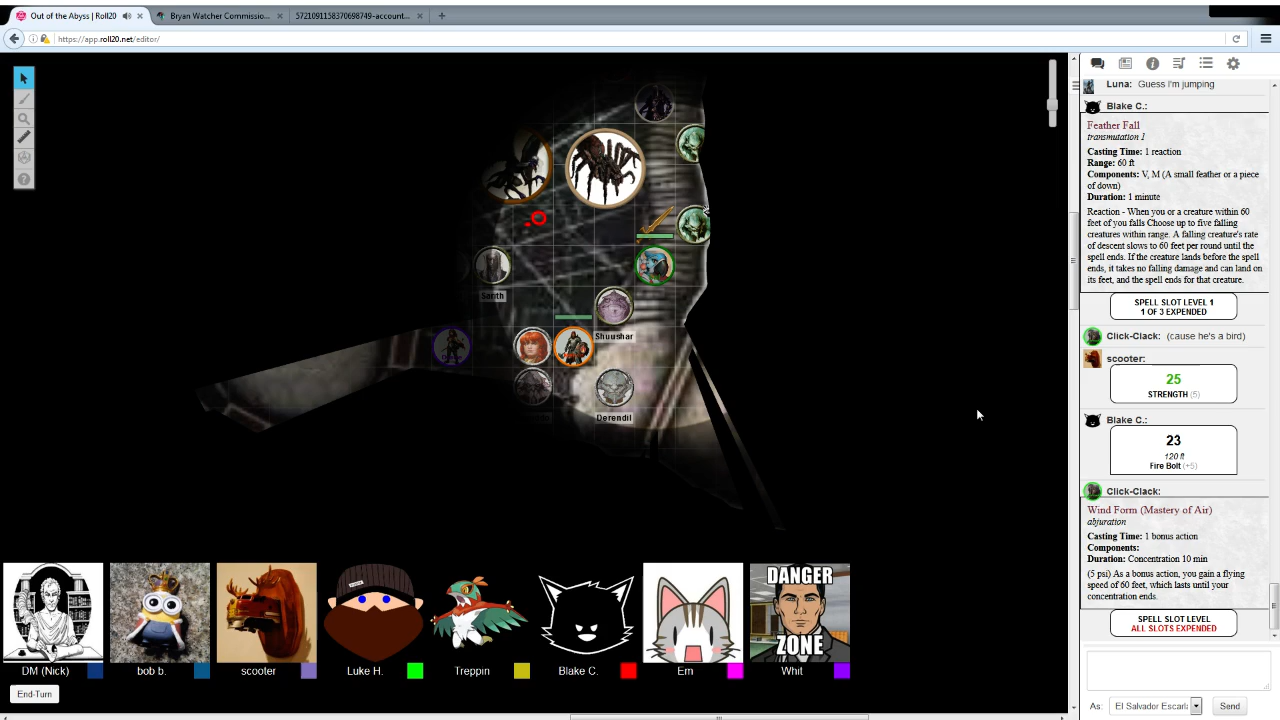 Out of the Abyss | Roll20
Bryan Watcher Commissio...
5721091158370698749-account...
https://app.roll20.net/editor/
Luna: Guess I'm jumping
Blake C.:
Feather Fall
transmutation 1
Casting Time: 1 reaction
Range: 60 ft
Components: V, M (A small feather or a piece
of down)
Duration: 1 minute
Reaction - When you or a creature within 60
feet of you falls Choose up to five falling
creatures within range. A falling creature's rate
of descent slows to 60 feet per round until the
spell ends. If the creature lands before the spell
ends, it takes no falling damage and can land on
its feet, and the spell ends for that creature.
SPELL SLOT LEVEL 1
1 OF 3 EXPENDED
Click-Clack: (cause he's a bird)
scooter:
25
STRENGTH (5)
Blake C.:
23
120 ft
Fire Bolt (+5)
Click-Clack:
Wind Form (Mastery of Air)
abjuration
Casting Time: 1 bonus action
Components:
Duration: Concentration 10 min
(5 psi) As a bonus action, you gain a flying
speed of 60 feet, which lasts until your
concentration ends.
SPELL SLOT LEVEL
ALL SLOTS EXPENDED
As: El Salvador Escarla
Send
Sarith
Shuushar
Derendil
DANGER
ZONE
DM (Nick)
bob b.
scooter
Luke H.
Treppin
Blake C.
Em
Whit
End-Turn